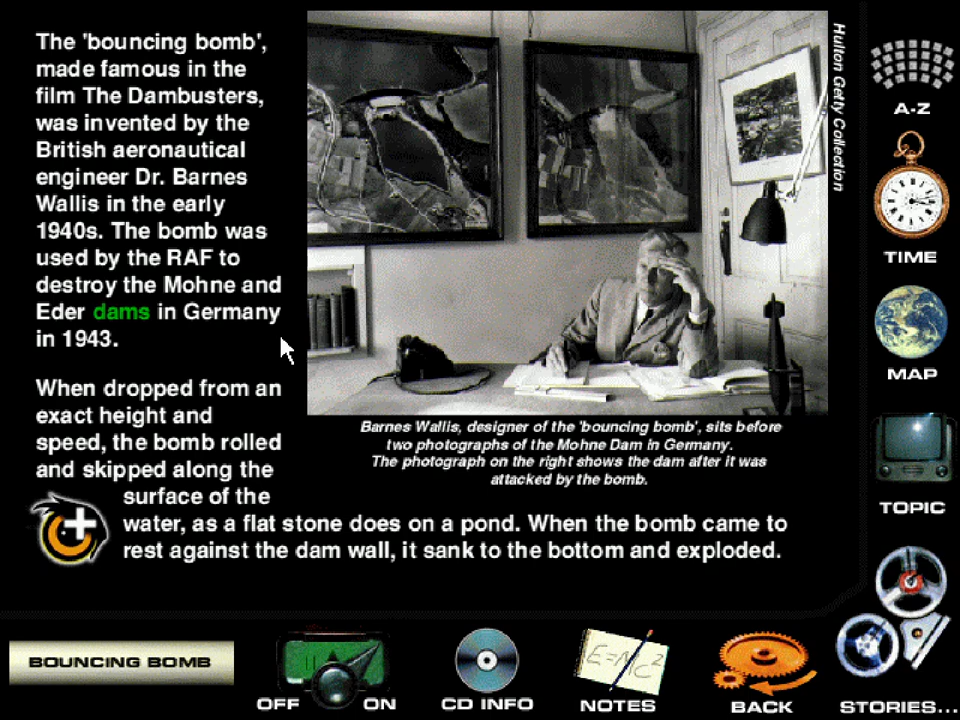 The 'bouncing bomb',
made famous in the
film The Dambusters,
was invented by the
British aeronautical
engineer Dr. Barnes
Wallis in the early
1940s. The bomb was
used by the RAF to
destroy the Mohne and
Eder dams in Germany
in 1943.
When dropped from an
exact height and
speed, the bomb rolled
and skipped along the
surface of the
water, as a flat stone does on a pond. When the bomb came to
rest against the dam wall, it sank to the bottom and exploded.
Hulton Getty Collection
Barnes Wallis, designer of the 'bouncing bomb', sits before
two photographs of the Mohne Dam in Germany.
The photograph on the right shows the dam after it was
attacked by the bomb.
A-Z
TIME
MAP
TOPIC
STORIES...
BOUNCING BOMB
OFF ON
CD INFO
E=MC²
NOTES
BACK